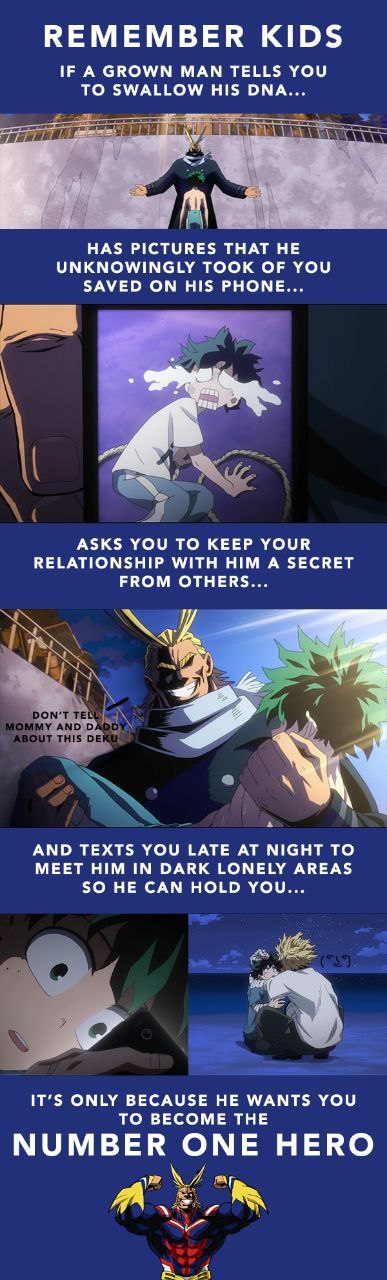 REMEMBER KIDS
IF A GROWN MAN TELLS YOU
TO SWALLOW HIS DNA...
HAS PICTURES THAT HE
UNKNOWINGLY TOOK OF YOU
SAVED ON HIS PHONE...
ASKS YOU TO KEEP YOUR
RELATIONSHIP WITH HIM A SECRET
FROM OTHERS...
DON'T TELL
MOMMY AND DADDY
ABOUT THIS DEKU
AND TEXTS YOU LATE AT NIGHT TO
MEET HIM IN DARK LONELY AREAS
SO HE CAN HOLD YOU...
( ͡° ͜ʖ ͡°)
IT'S ONLY BECAUSE HE WANTS YOU
TO BECOME THE
NUMBER ONE HERO